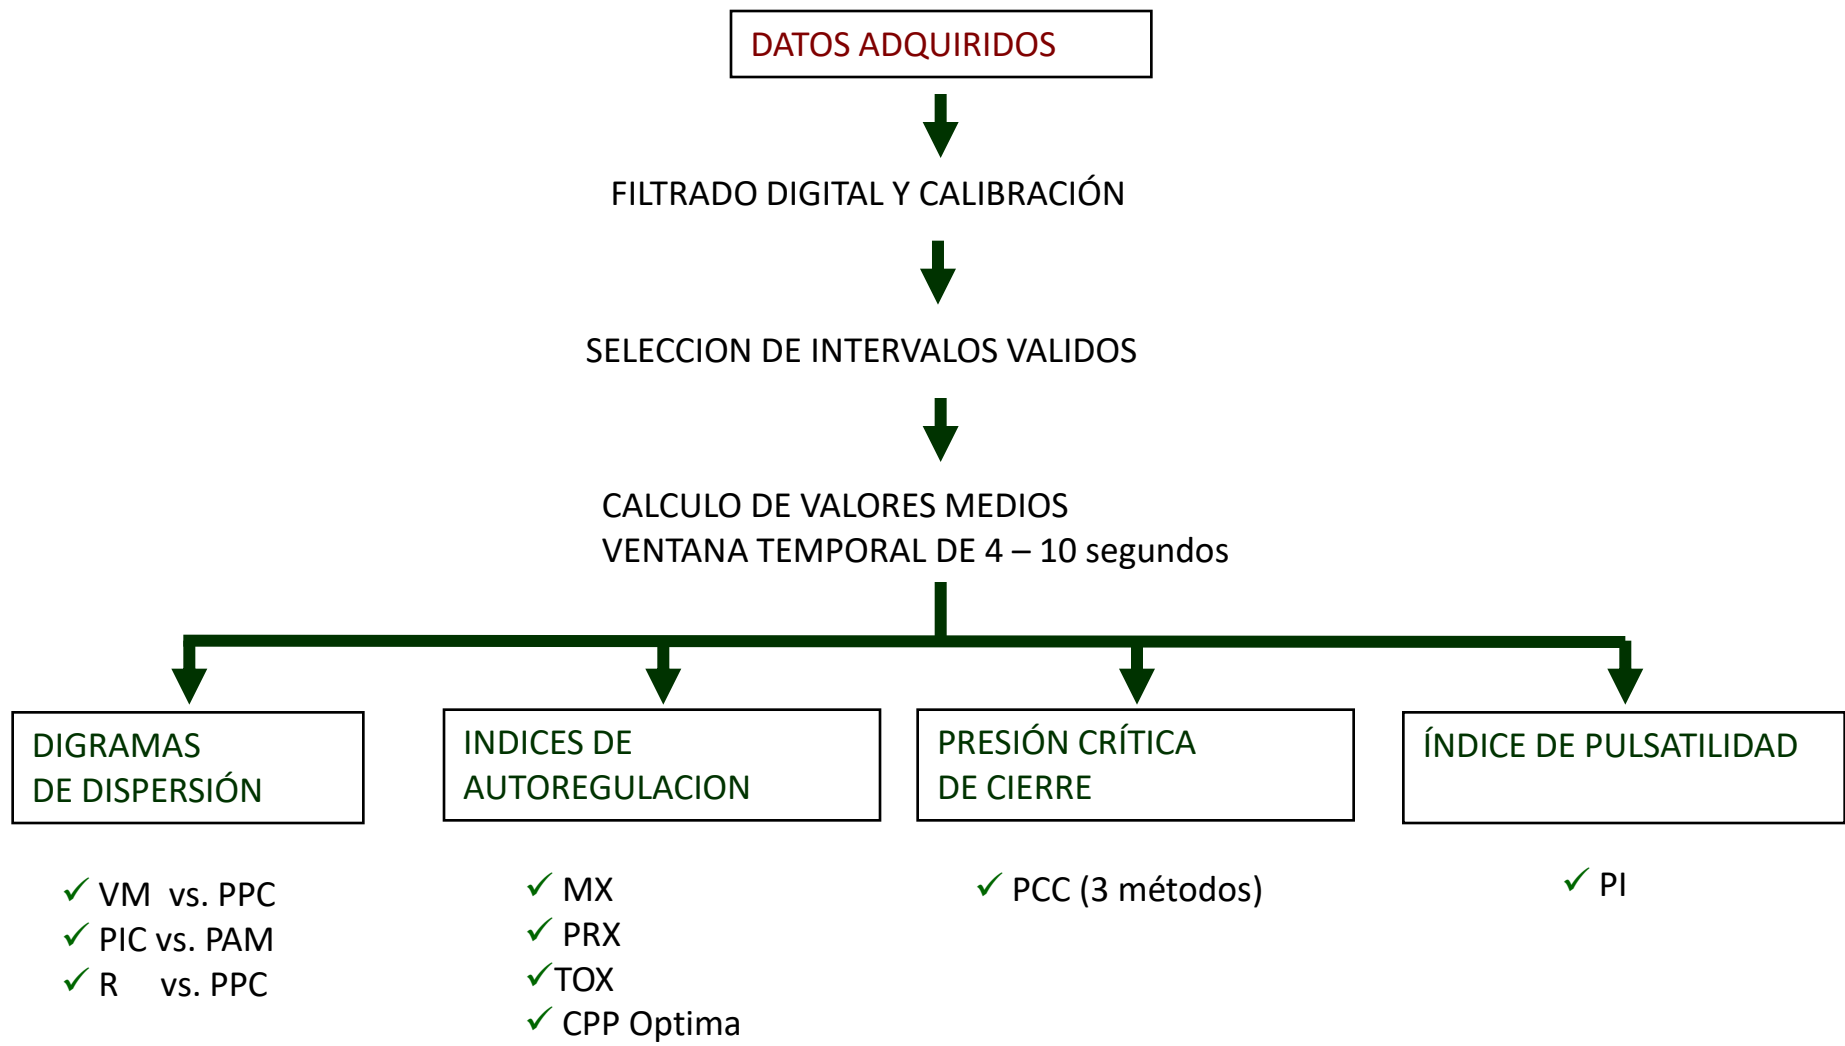 DATOS ADQUIRIDOS
FILTRADO DIGITAL Y CALIBRACIÓN
SELECCION DE INTERVALOS VALIDOS
CALCULO DE VALORES MEDIOS
VENTANA TEMPORAL DE 4 – 10 segundos
DIGRAMAS
DE DISPERSIÓN
✓ VM vs. PPC
✓ PIC vs. PAM
✓ R vs. PPC
INDICES DE
AUTOREGULACION
✓ MX
✓ PRX
✓ TOX
✓ CPP Optima
PRESIÓN CRÍTICA
DE CIERRE
✓ PCC (3 métodos)
ÍNDICE DE PULSATILIDAD
✓ PI